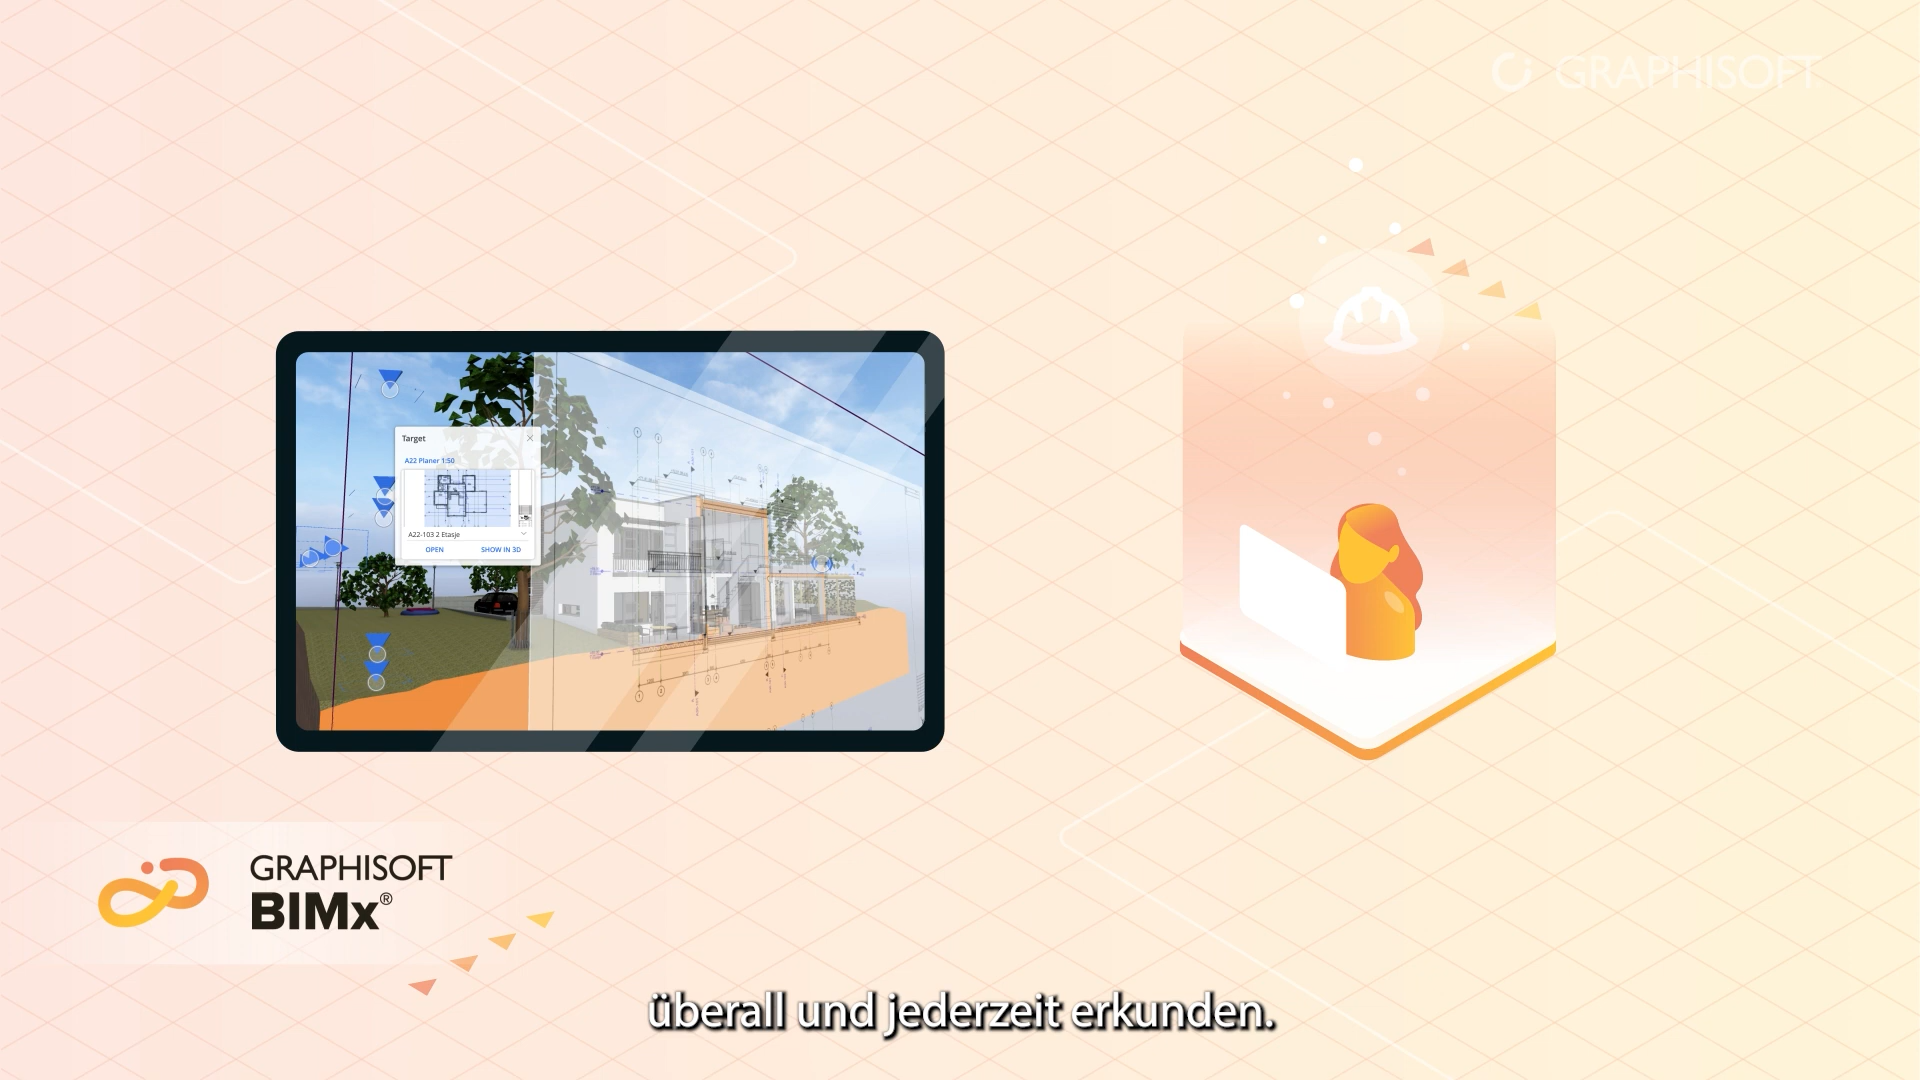 GRAPHISOFT
Target
A22 Planer 1:50
A22-103 2 Etasje
OPEN SHOW IN 3D
GRAPHISOFT
BIMx®
überall und jederzeit erkunden.